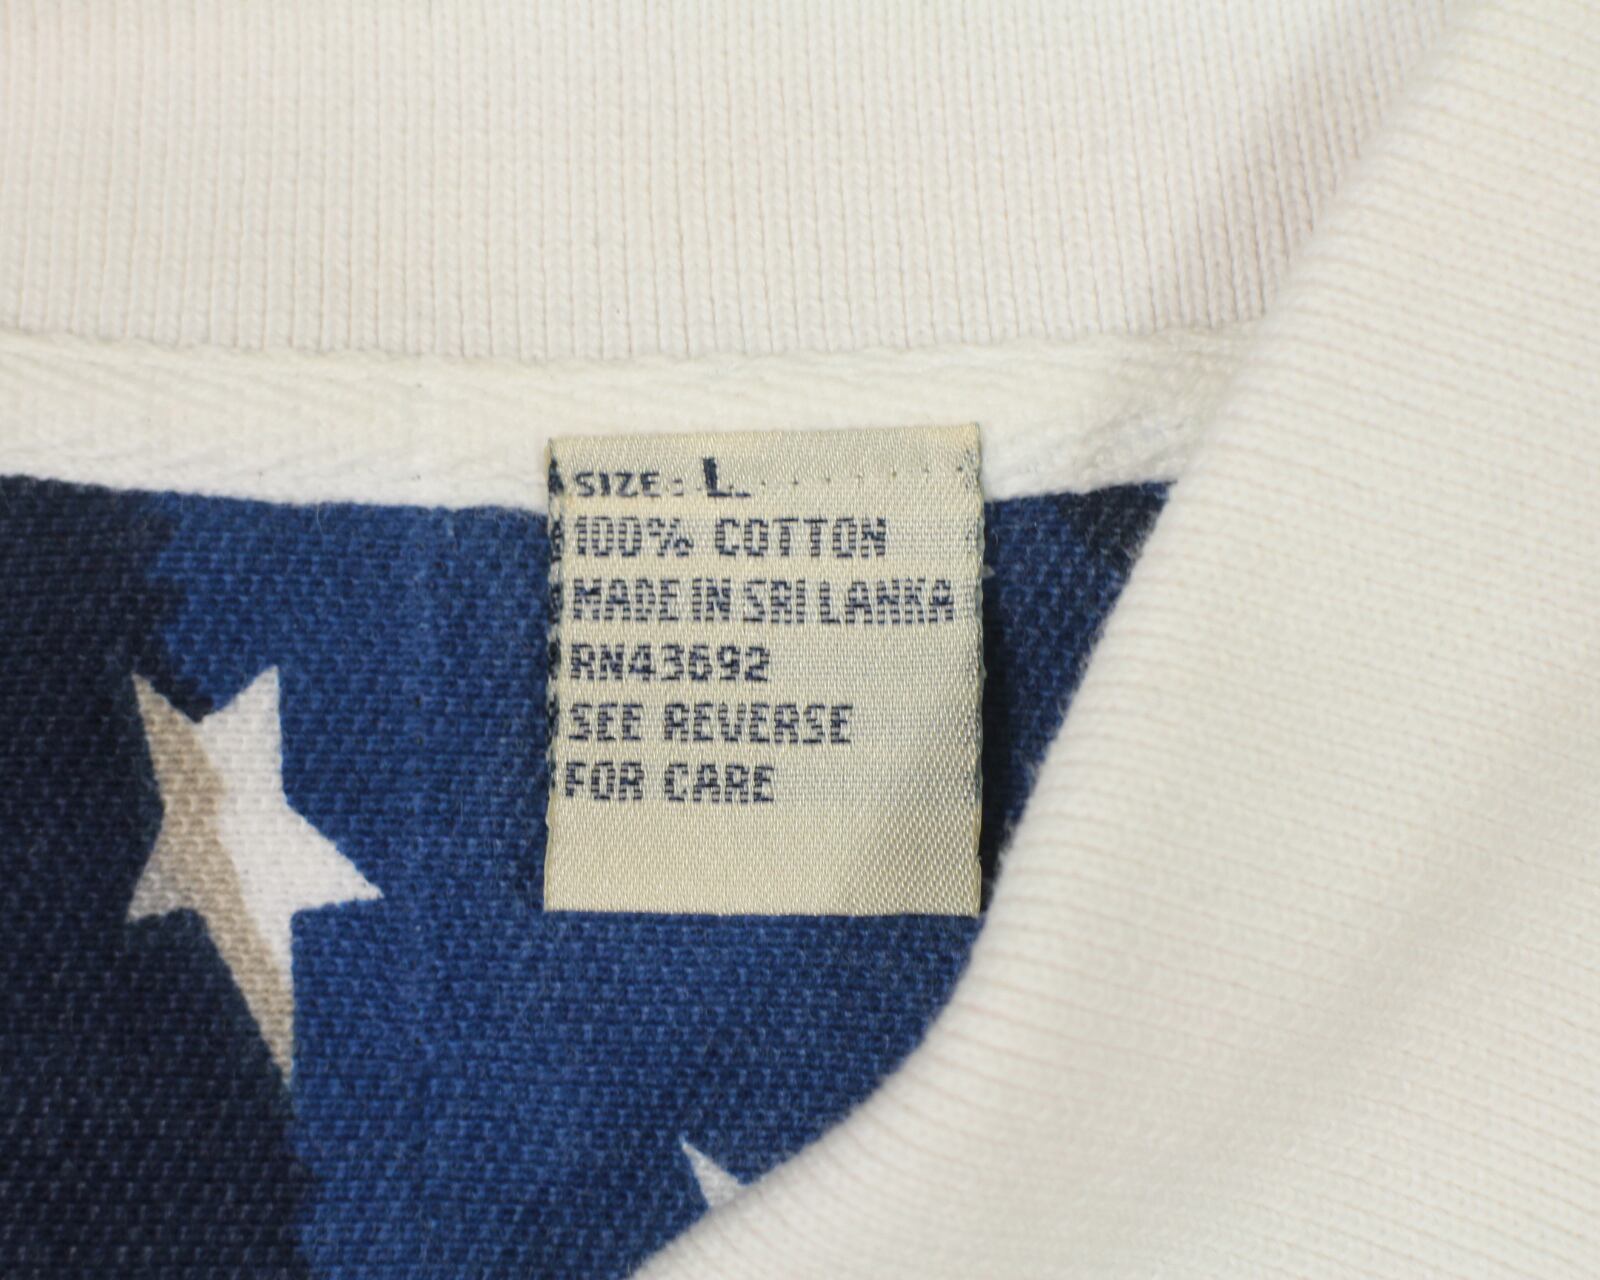 SIZE: L
100% COTTON
MADE IN SRI LANKA
RN43692
SEE REVERSE
FOR CARE